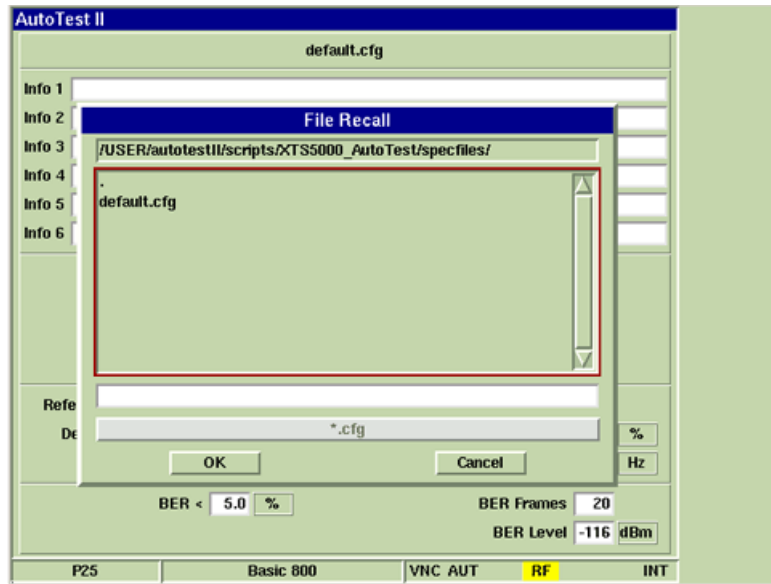 AutoTest II
default.cfg
Info 1
Info 2
Info 3
Info 4
Info 5
Info 6
File Recall
/USER/autotestII/scripts/XTS5000_AutoTest/specfiles/
.
default.cfg
*.cfg
OK Cancel
Refe
De %
Hz
BER < 5.0 % BER Frames 20
BER Level -116 dBm
P25 Basic 800 VNC AUT RF INT